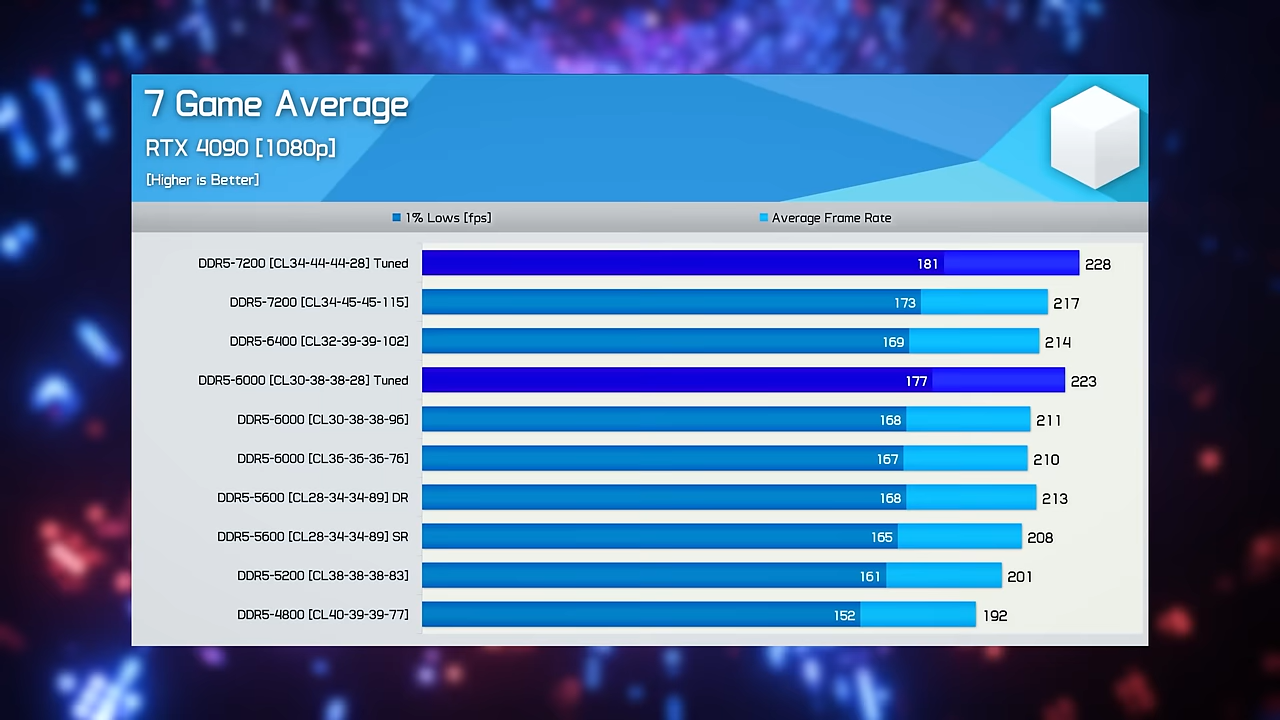 7 Game Average
RTX 4090 [1080p]
[Higher is Better]
1% Lows [fps] Average Frame Rate
DDR5-7200 [CL34-44-44-28] Tuned 181 228
DDR5-7200 [CL34-45-45-115] 173 217
DDR5-6400 [CL32-39-39-102] 169 214
DDR5-6000 [CL30-38-38-28] Tuned 177 223
DDR5-6000 [CL30-38-38-96] 168 211
DDR5-6000 [CL36-36-36-76] 167 210
DDR5-5600 [CL28-34-34-89] DR 168 213
DDR5-5600 [CL28-34-34-89] SR 165 208
DDR5-5200 [CL38-38-38-83] 161 201
DDR5-4800 [CL40-39-39-77] 152 192